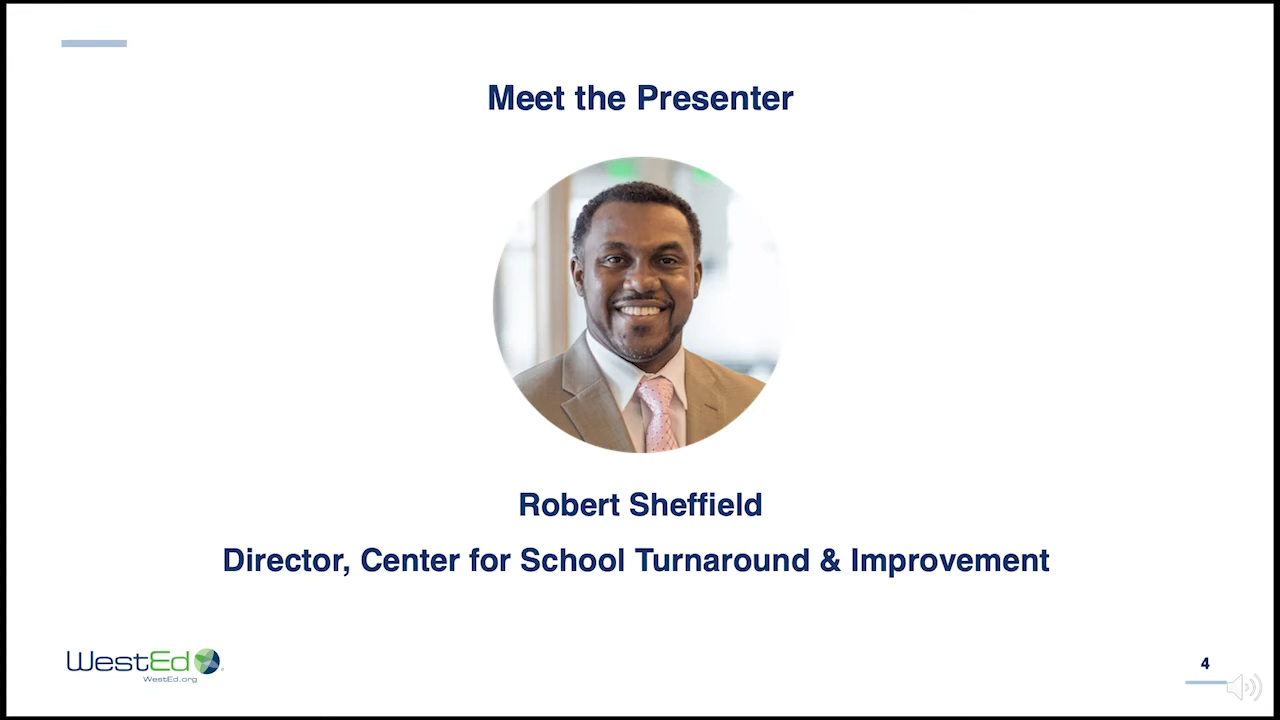 Meet the Presenter
Robert Sheffield
Director, Center for School Turnaround & Improvement
WestEd
WestEd.org
4